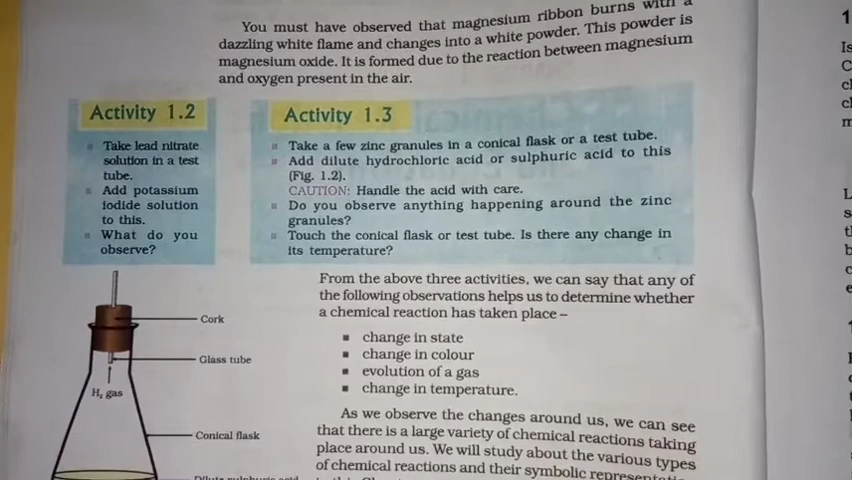 You must have observed that magnesium ribbon burns with a
dazzling white flame and changes into a white powder. This powder is
magnesium oxide. It is formed due to the reaction between magnesium
and oxygen present in the air.
Activity 1.2
Take lead nitrate
solution in a test
tube.
Add potassium
iodide solution
to this.
What do you
observe?
Activity 1.3
Take a few zinc granules in a conical flask or a test tube.
Add dilute hydrochloric acid or sulphuric acid to this
(Fig. 1.2).
CAUTION: Handle the acid with care.
Do you observe anything happening around the zinc
granules?
Touch the conical flask or test tube. Is there any change in
its temperature?
From the above three activities, we can say that any of
the following observations helps us to determine whether
a chemical reaction has taken place –
change in state
change in colour
evolution of a gas
change in temperature.
As we observe the changes around us, we can see
that there is a large variety of chemical reactions taking
place around us. We will study about the various types
of chemical reactions and their symbolic
Cork
Glass tube
H₂ gas
Conical flask